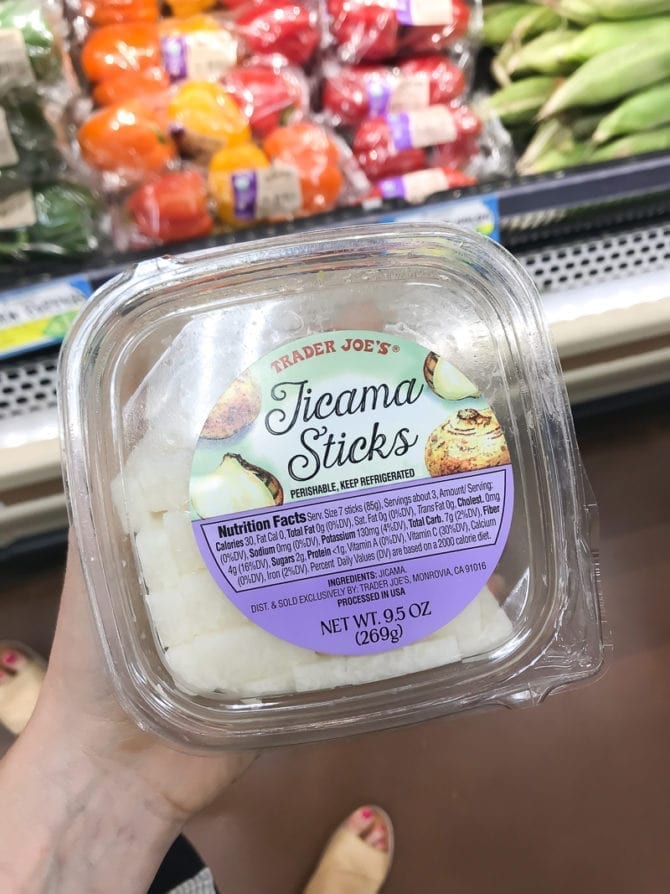 TRADER JOE'S®
Jicama
Sticks
PERISHABLE, KEEP REFRIGERATED
Nutrition Facts Serv. Size 7 sticks (85g), Servings about 3, Amount/ Serving:
Calories 30, Fat Cal 0, Total Fat 0g (0%DV), Sat. Fat 0g (0%DV), Trans Fat 0g, Cholest. 0mg
(0%DV), Sodium 0mg (0%DV), Potassium 130mg (4%DV), Total Carb. 7g (2%DV), Fiber
4g (16%DV), Sugars 2g, Protein <1g, Vitamin A (0%DV), Vitamin C (30%DV), Calcium
(0%DV), Iron (2%DV), Percent Daily Values (DV) are based on a 2000 calorie diet.
INGREDIENTS: JICAMA.
DIST. & SOLD EXCLUSIVELY BY: TRADER JOE'S, MONROVIA, CA 91016
PROCESSED IN USA
NET WT. 9.5 OZ
(269g)